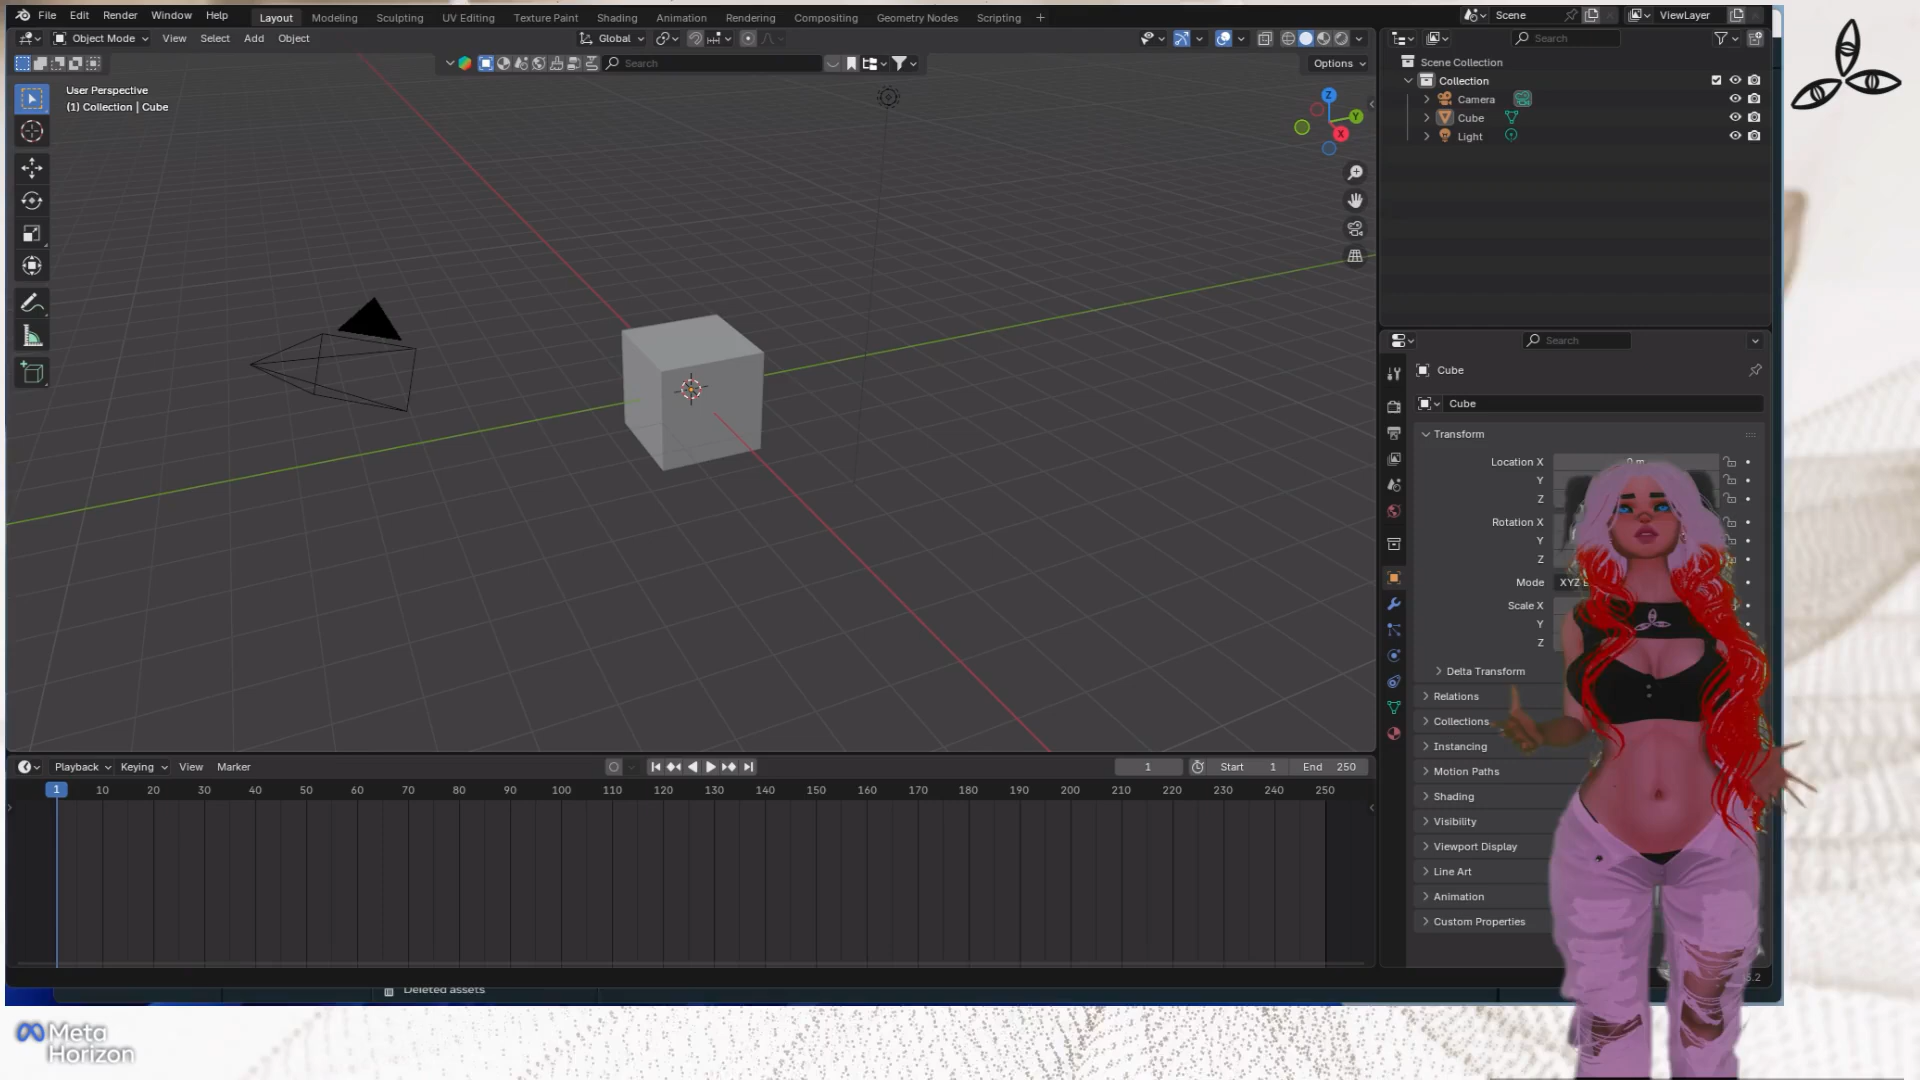 File Edit Render Window Help Layout Modeling Sculpting UV Editing Texture Paint Shading Animation Rendering Compositing Geometry Nodes Scripting + Scene ViewLayer
Object Mode View Select Add Object Global Search
Search Options
User Perspective
(1) Collection | Cube
Z
Y
X
Scene Collection
Collection
Camera
Cube
Light
Search
Cube
Cube
Transform
Location X
Y
Z
Rotation X
Y
Z
Mode XYZ
Scale X
Y
Z
Delta Transform
Relations
Collections
Instancing
Motion Paths
Shading
Visibility
Viewport Display
Line Art
Animation
Custom Properties
Playback Keying View Marker 1 Start 1 End 250
1 10 20 30 40 50 60 70 80 90 100 110 120 130 140 150 160 170 180 190 200 210 220 230 240 250
Deleted assets
Meta
Horizon